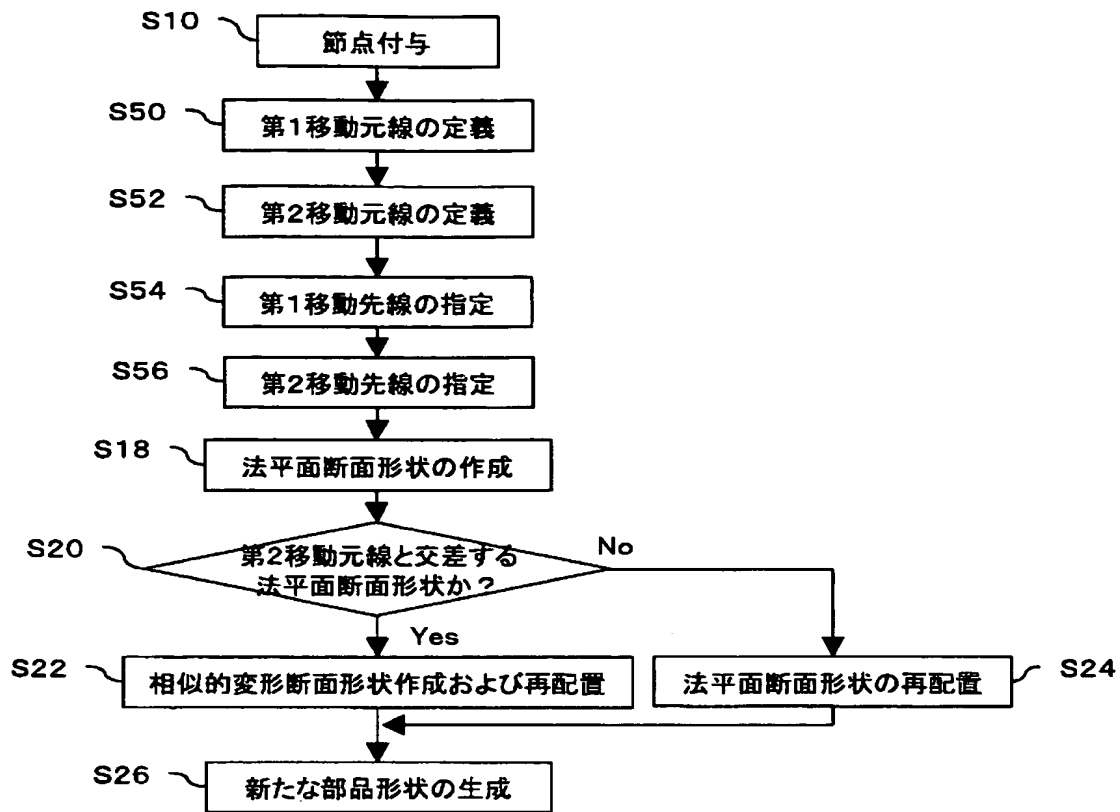 S10
節点付与
S50
第1移動元線の定義
S52
第2移動元線の定義
S54
第1移動先線の指定
S56
第2移動先線の指定
S18
法平面断面形状の作成
S20
第2移動元線と交差する
法平面断面形状か？
No
Yes
S22
相似的変形断面形状作成および再配置
法平面断面形状の再配置
S24
S26
新たな部品形状の生成